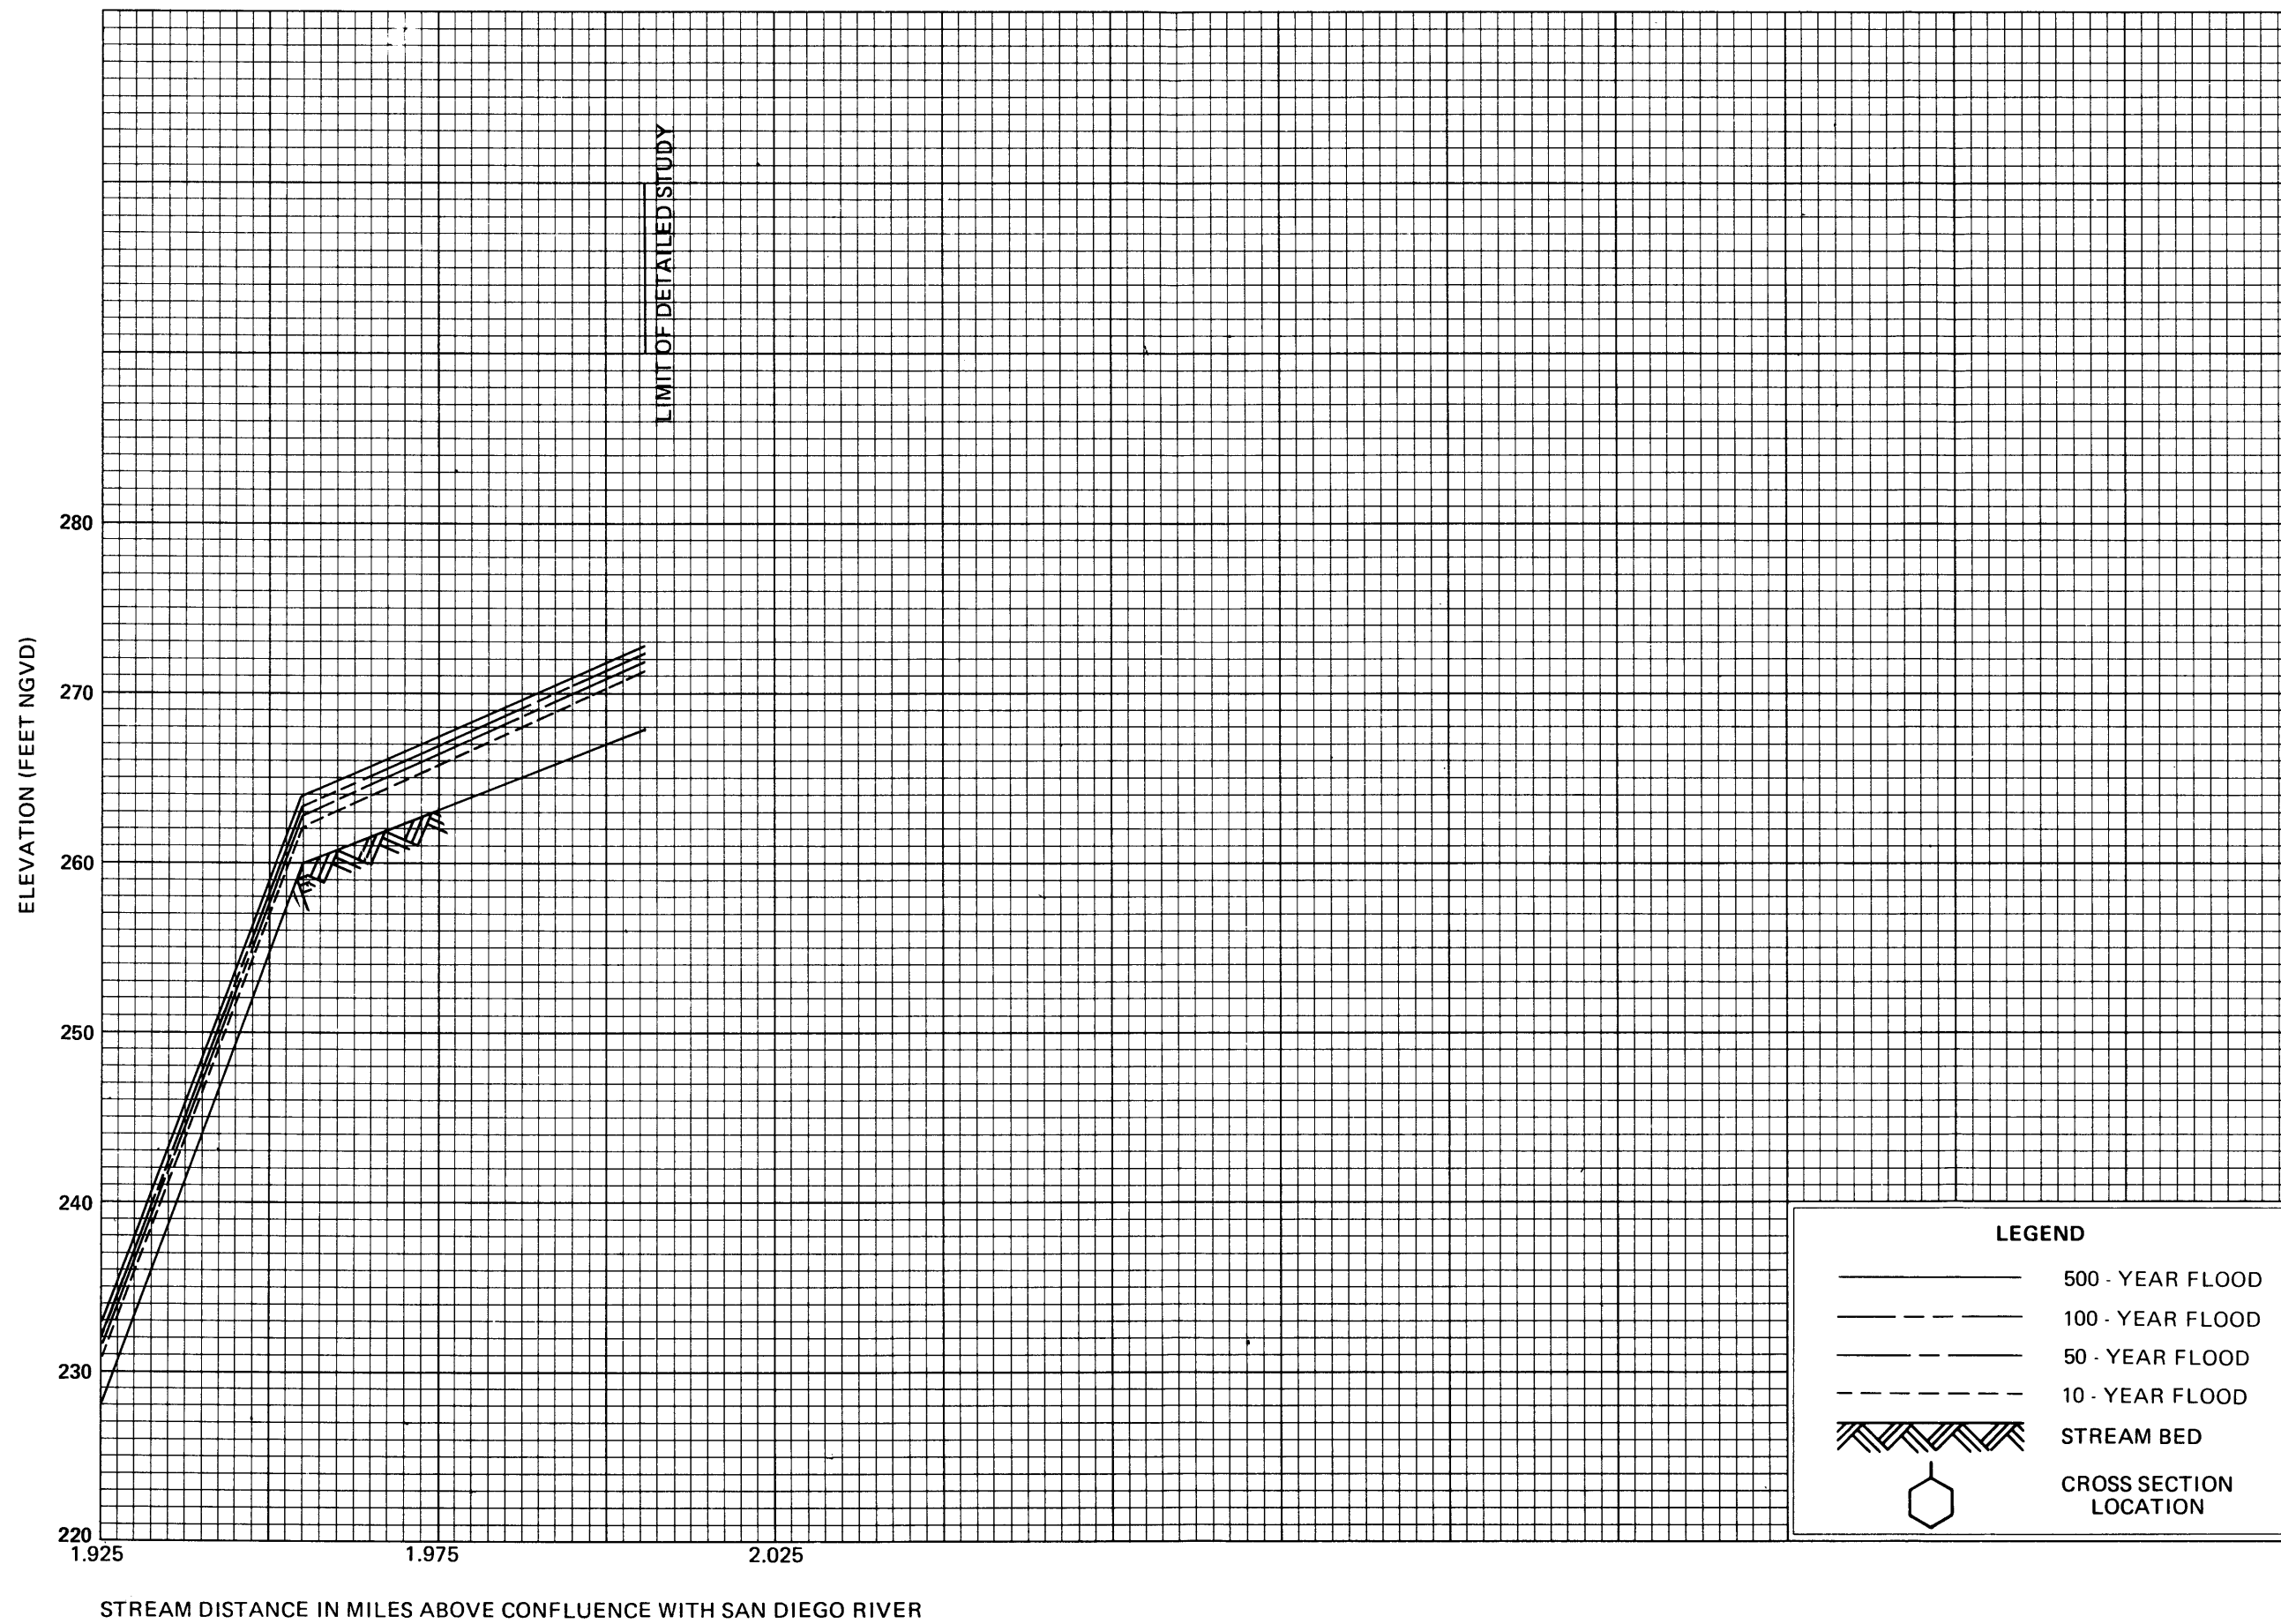 LIMIT OF DETAILED STUDY
ELEVATION (FEET NGVD)
280
270
260
250
240
230
220
1.925
1.975
2.025
STREAM DISTANCE IN MILES ABOVE CONFLUENCE WITH SAN DIEGO RIVER
LEGEND
500 - YEAR FLOOD
100 - YEAR FLOOD
50 - YEAR FLOOD
10 - YEAR FLOOD
STREAM BED
CROSS SECTION
LOCATION